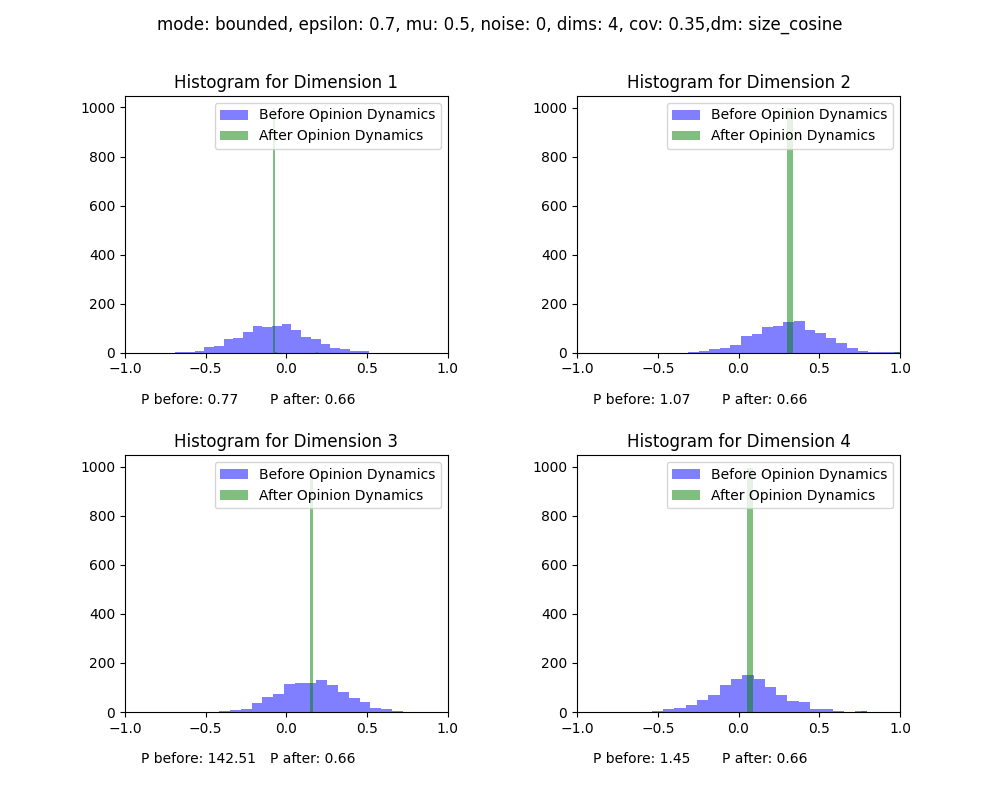 mode: bounded, epsilon: 0.7, mu: 0.5, noise: 0, dims: 4, cov: 0.35,dm: size_cosine
Histogram for Dimension 1
Before Opinion Dynamics
After Opinion Dynamics
1000
800
600
400
200
0
−1.0 −0.5 0.0 0.5 1.0
P before: 0.77 P after: 0.66
Histogram for Dimension 2
Before Opinion Dynamics
After Opinion Dynamics
1000
800
600
400
200
0
−1.0 −0.5 0.0 0.5 1.0
P before: 1.07 P after: 0.66
Histogram for Dimension 3
Before Opinion Dynamics
After Opinion Dynamics
1000
800
600
400
200
0
−1.0 −0.5 0.0 0.5 1.0
P before: 142.51 P after: 0.66
Histogram for Dimension 4
Before Opinion Dynamics
After Opinion Dynamics
1000
800
600
400
200
0
−1.0 −0.5 0.0 0.5 1.0
P before: 1.45 P after: 0.66